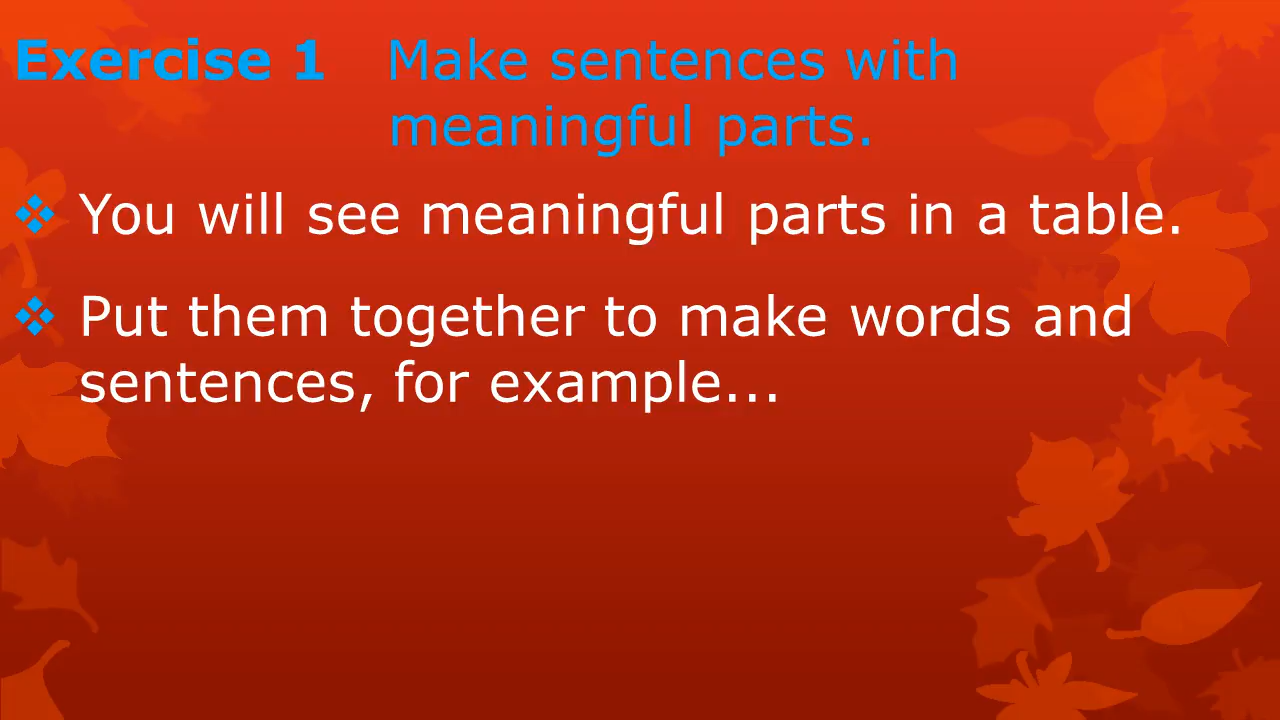 Exercise 1 Make sentences with
meaningful parts.
❖ You will see meaningful parts in a table.
❖ Put them together to make words and
sentences, for example...